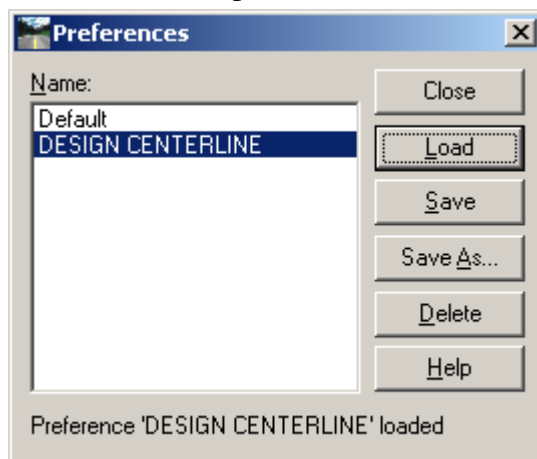 Preferences
Name:
Default
DESIGN CENTERLINE
Close
Load
Save
Save As...
Delete
Help
Preference 'DESIGN CENTERLINE' loaded